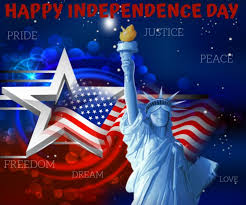 HAPPY INDEPENDENCE DAY
PRIDE
JUSTICE
PEACE
FREEDOM
DREAM
LOVE